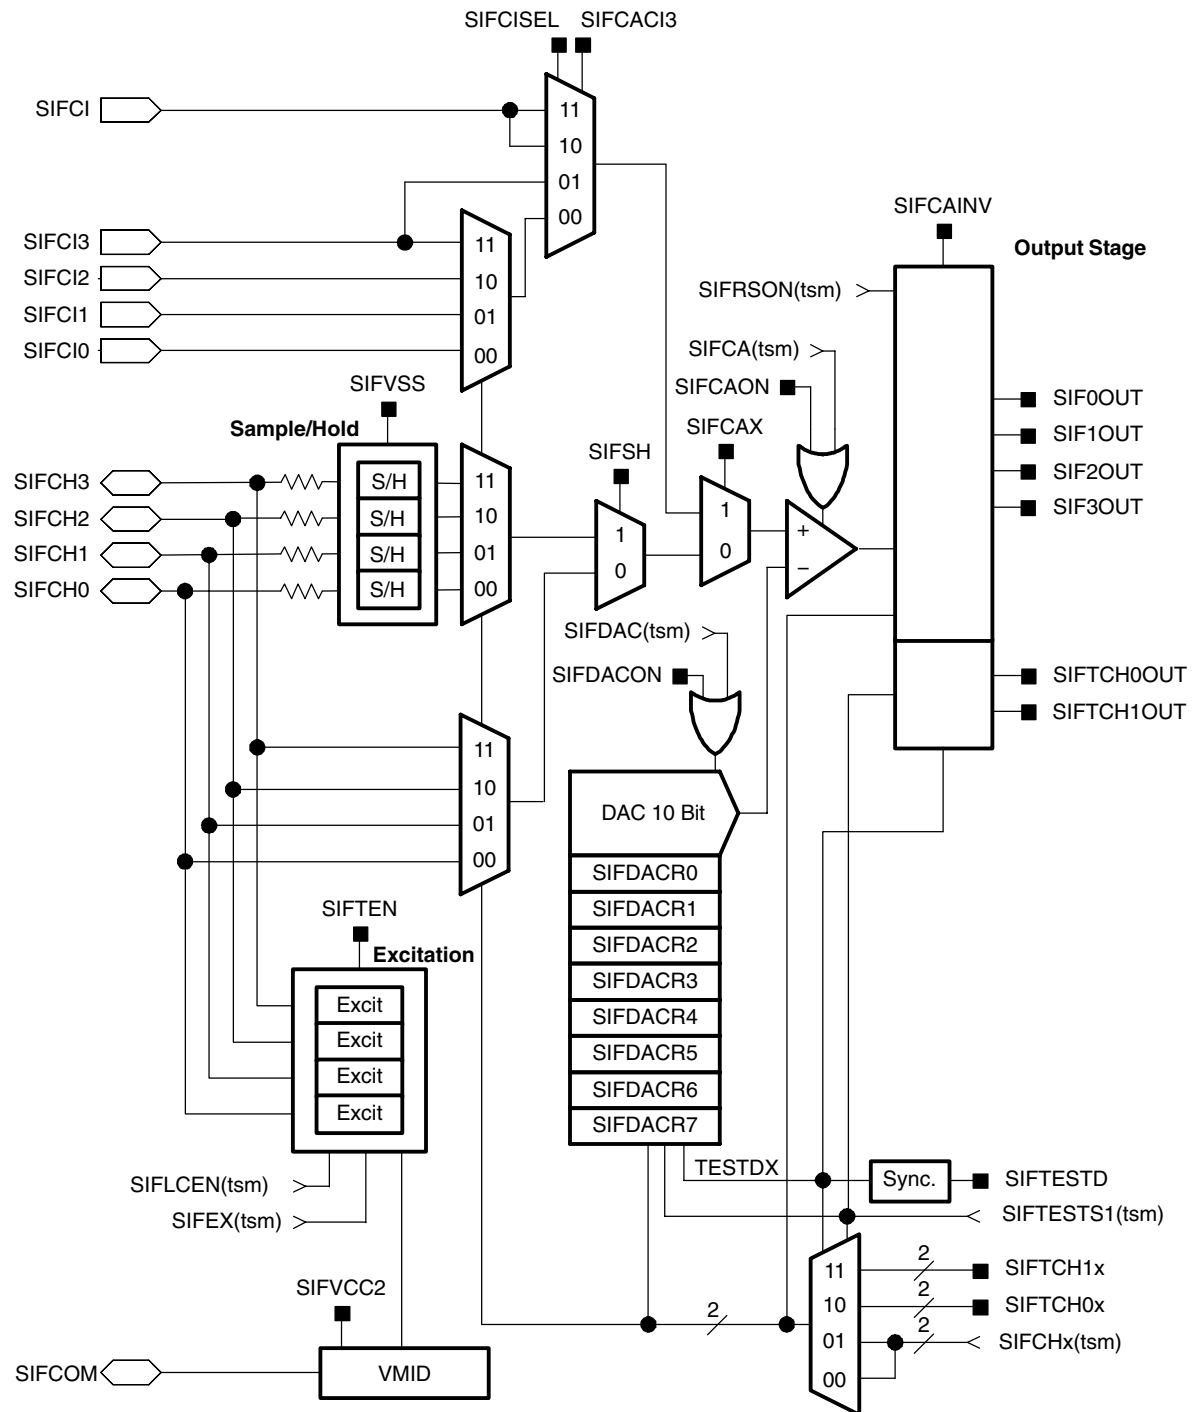 SIFCISEL SIFCACI3
SIFCI
11
10
01
00
SIFCAINV
Output Stage
SIFCI3
SIFCI2
SIFCI1
SIFCI0
11
10
01
00
SIFRSON(tsm)
SIFCA(tsm)
SIFCAON
SIFVSS
Sample/Hold
SIFCAX
SIFSH
SIF0OUT
SIF1OUT
SIF2OUT
SIF3OUT
SIFCH3
SIFCH2
SIFCH1
SIFCH0
S/H
S/H
S/H
S/H
11
10
01
00
1
0
1
0
+
−
SIFDAC(tsm)
SIFDACON
SIFTCH0OUT
SIFTCH1OUT
11
10
01
00
DAC 10 Bit
SIFDACR0
SIFDACR1
SIFDACR2
SIFDACR3
SIFDACR4
SIFDACR5
SIFDACR6
SIFDACR7
SIFTEN
Excitation
Excit
Excit
Excit
Excit
SIFLCEN(tsm)
SIFEX(tsm)
TESTDX
Sync.
SIFTESTD
SIFTESTS1(tsm)
11
10
01
00
2
SIFTCH1x
2
SIFTCH0x
2
SIFCHx(tsm)
2
SIFVCC2
SIFCOM
VMID